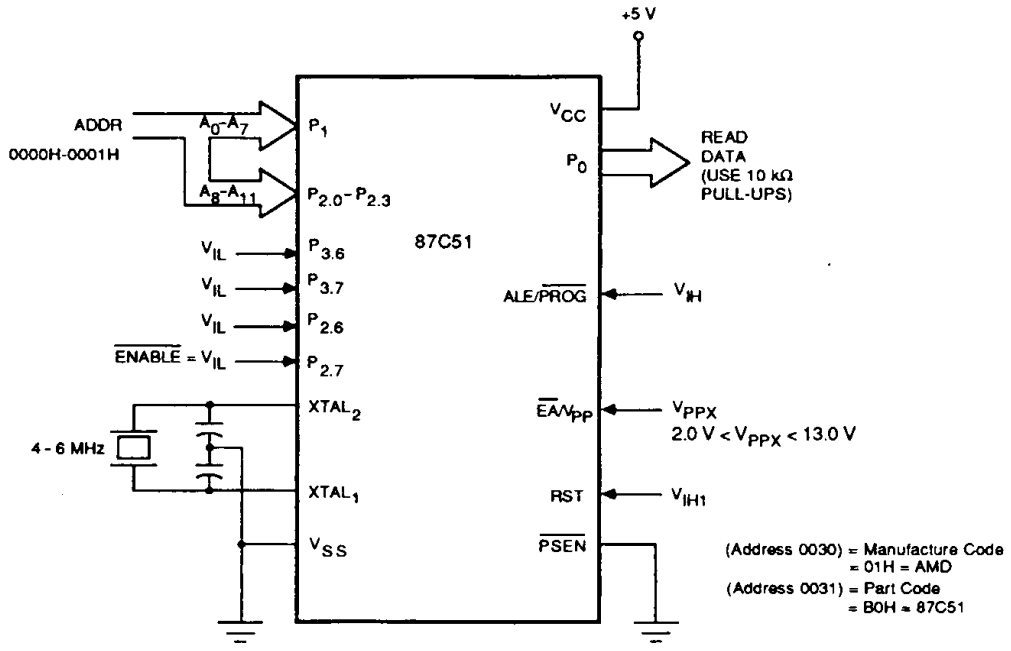 +5 V
ADDR
0000H-0001H
A0-A7
A8-A11
P1
P2.0-P2.3
VCC
P0
READ
DATA
(USE 10 kΩ
PULL-UPS)
87C51
VIL
P3.6
VIL
P3.7
VIL
P2.6
ENABLE = VIL
P2.7
ALE/PROG
VIH
XTAL2
4 - 6 MHz
XTAL1
VSS
EA/VPP
VPPX
2.0 V < VPPX < 13.0 V
RST
VIH1
PSEN
(Address 0030) = Manufacture Code
= 01H = AMD
(Address 0031) = Part Code
= B0H = 87C51